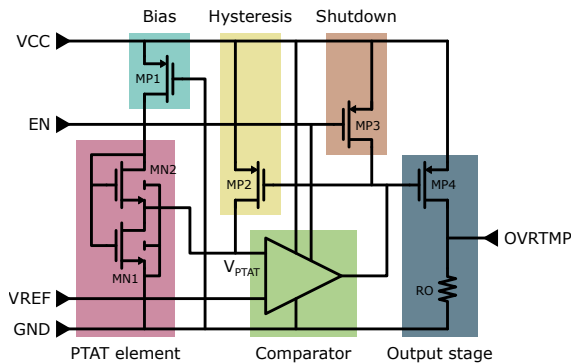 Bias Hysteresis Shutdown
VCC
MP1
EN
MP3
MN2
MP2
MP4
OVRTMP
MN1
V_PTAT
RO
VREF
GND
PTAT element Comparator Output stage